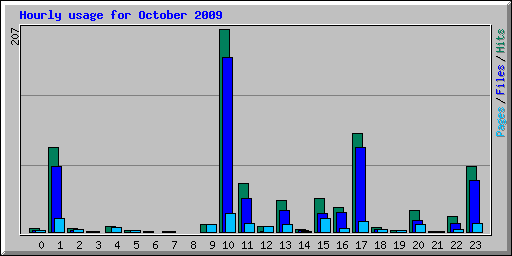 Hourly usage for October 2009
207
Pages / Files / Hits
0 1 2 3 4 5 6 7 8 9 10 11 12 13 14 15 16 17 18 19 20 21 22 23